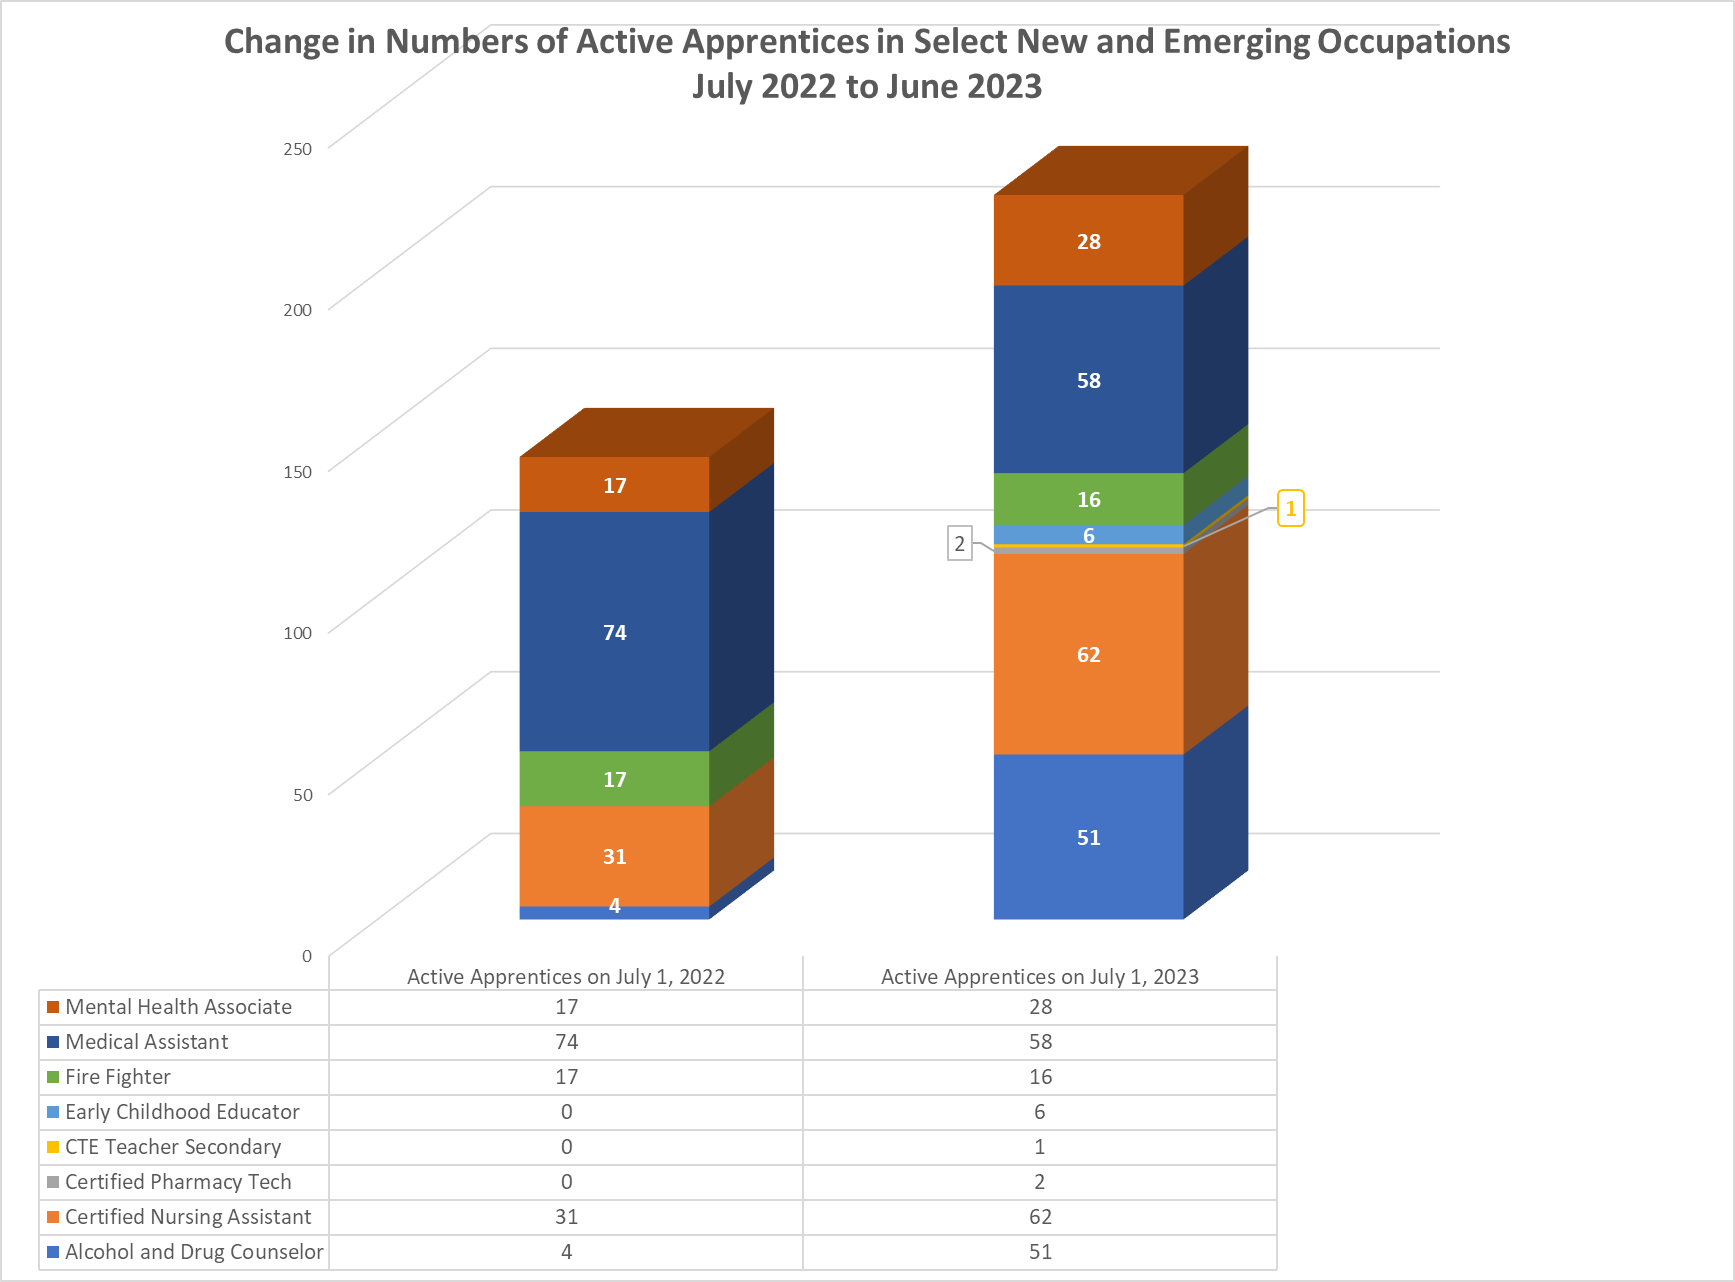 Change in Numbers of Active Apprentices in Select New and Emerging Occupations
July 2022 to June 2023
250
200
150
100
50
0
17
74
17
31
4
28
58
16
6
1
2
62
51
Active Apprentices on July 1, 2022 Active Apprentices on July 1, 2023
Mental Health Associate 17 28
Medical Assistant 74 58
Fire Fighter 17 16
Early Childhood Educator 0 6
CTE Teacher Secondary 0 1
Certified Pharmacy Tech 0 2
Certified Nursing Assistant 31 62
Alcohol and Drug Counselor 4 51